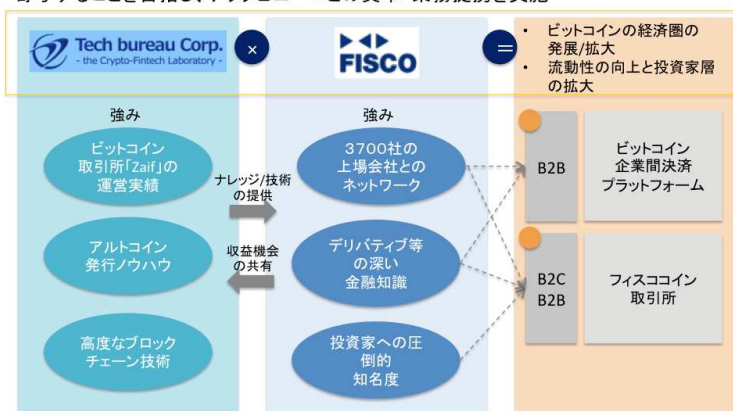 Tech bureau Corp.
- the Crypto-Fintech Laboratory -
×
FISCO
=
• ビットコインの経済圏の
発展/拡大
• 流動性の向上と投資家層
の拡大
強み
ビットコイン
取引所「Zaif」の
運営実績
アルトコイン
発行ノウハウ
高度なブロック
チェーン技術
ナレッジ/技術
の提供
収益機会
の共有
強み
3700社の
上場会社との
ネットワーク
デリバティブ等
の深い
金融知識
投資家への圧
倒的
知名度
B2B
ビットコイン
企業間決済
プラットフォーム
B2C
B2B
フィスココイン
取引所